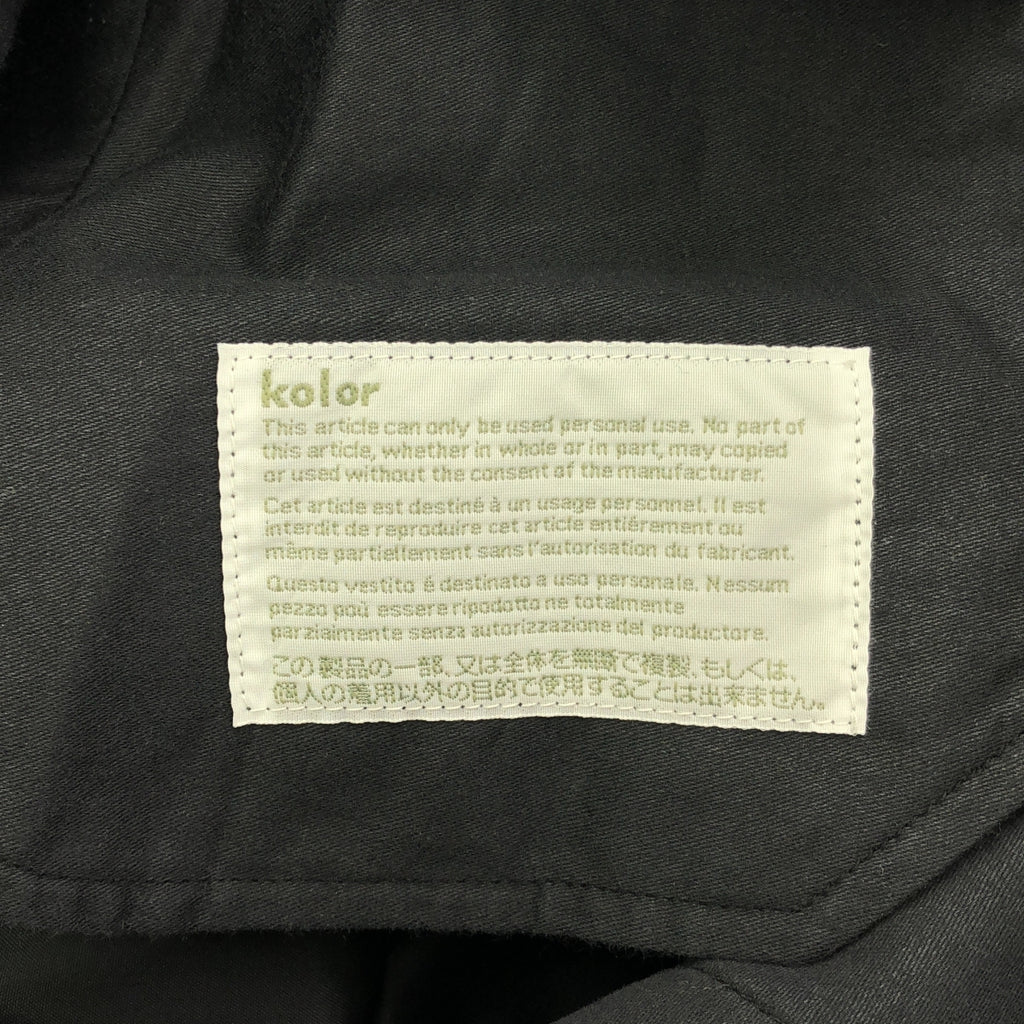 kolor
This article can only be used personal use. No part of
this article, whether in whole or in part, may copied
or used without the consent of the manufacturer.
Cet article est destiné à un usage personnel. Il est
interdit de reproduire cet article entiérement ou
même partiellement sans l'autorisation du fabricant.
Questo vestito é destinato a uso personale. Nessum
pezzo poú essere ripodotto ne totalmente
parzialmente senza autorizzazione del productore.
この製品の一部、又は全体を無断で複製、もしくは、
個人の着用以外の目的で使用することは出来ません。